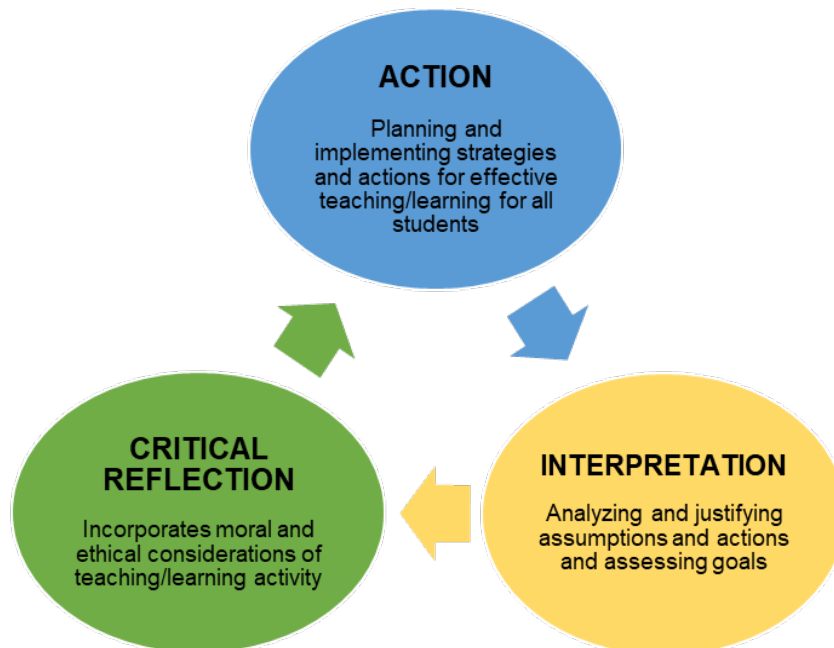 ACTION
Planning and
implementing strategies
and actions for effective
teaching/learning for all
students
CRITICAL
REFLECTION
Incorporates moral and
ethical considerations of
teaching/learning activity
INTERPRETATION
Analyzing and justifying
assumptions and actions
and assessing goals